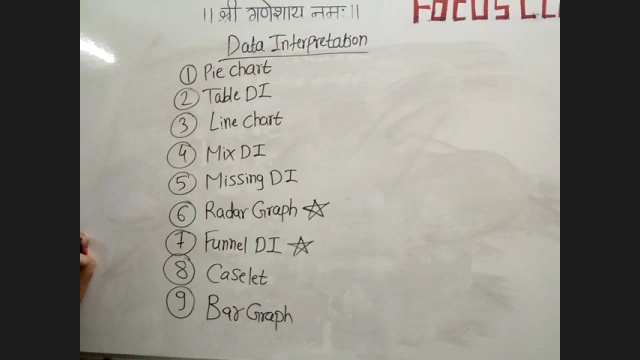 ।। श्री गणेशाय नमः ।।
FOCUS
Data Interpretation
① Pie chart
② Table DI
③ Line Chart
④ Mix DI
⑤ Missing DI
⑥ Radar Graph ☆
⑦ Funnel DI ☆
⑧ Caselet
⑨ Bar Graph